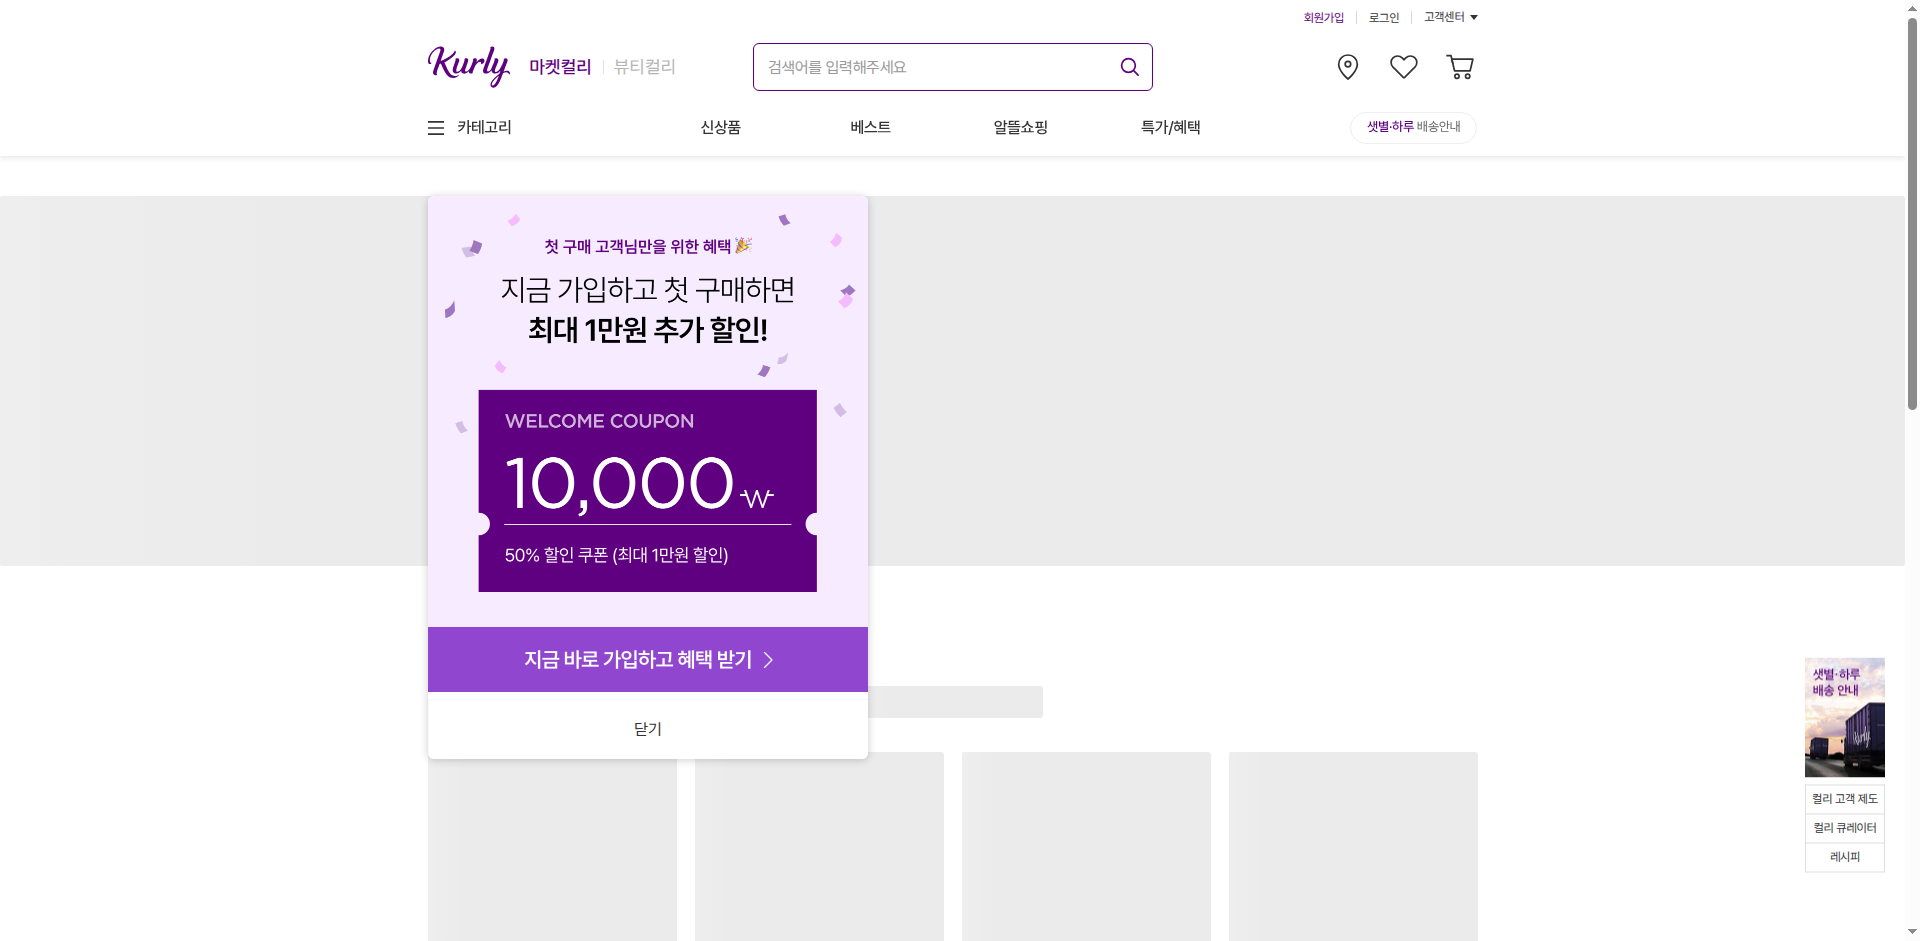 회원가입
로그인
고객센터
Kurly
마켓컬리
뷰티컬리
검색어를 입력해주세요
카테고리
신상품
베스트
알뜰쇼핑
특가/혜택
샛별·하루 배송안내
첫 구매 고객님만을 위한 혜택🎉
지금 가입하고 첫 구매하면
최대 1만원 추가 할인!
WELCOME COUPON
10,000₩
50% 할인 쿠폰 (최대 1만원 할인)
지금 바로 가입하고 혜택 받기 >
닫기
샛별·하루
배송 안내
Kurly
컬리 고객 제도
컬리 큐레이터
레시피